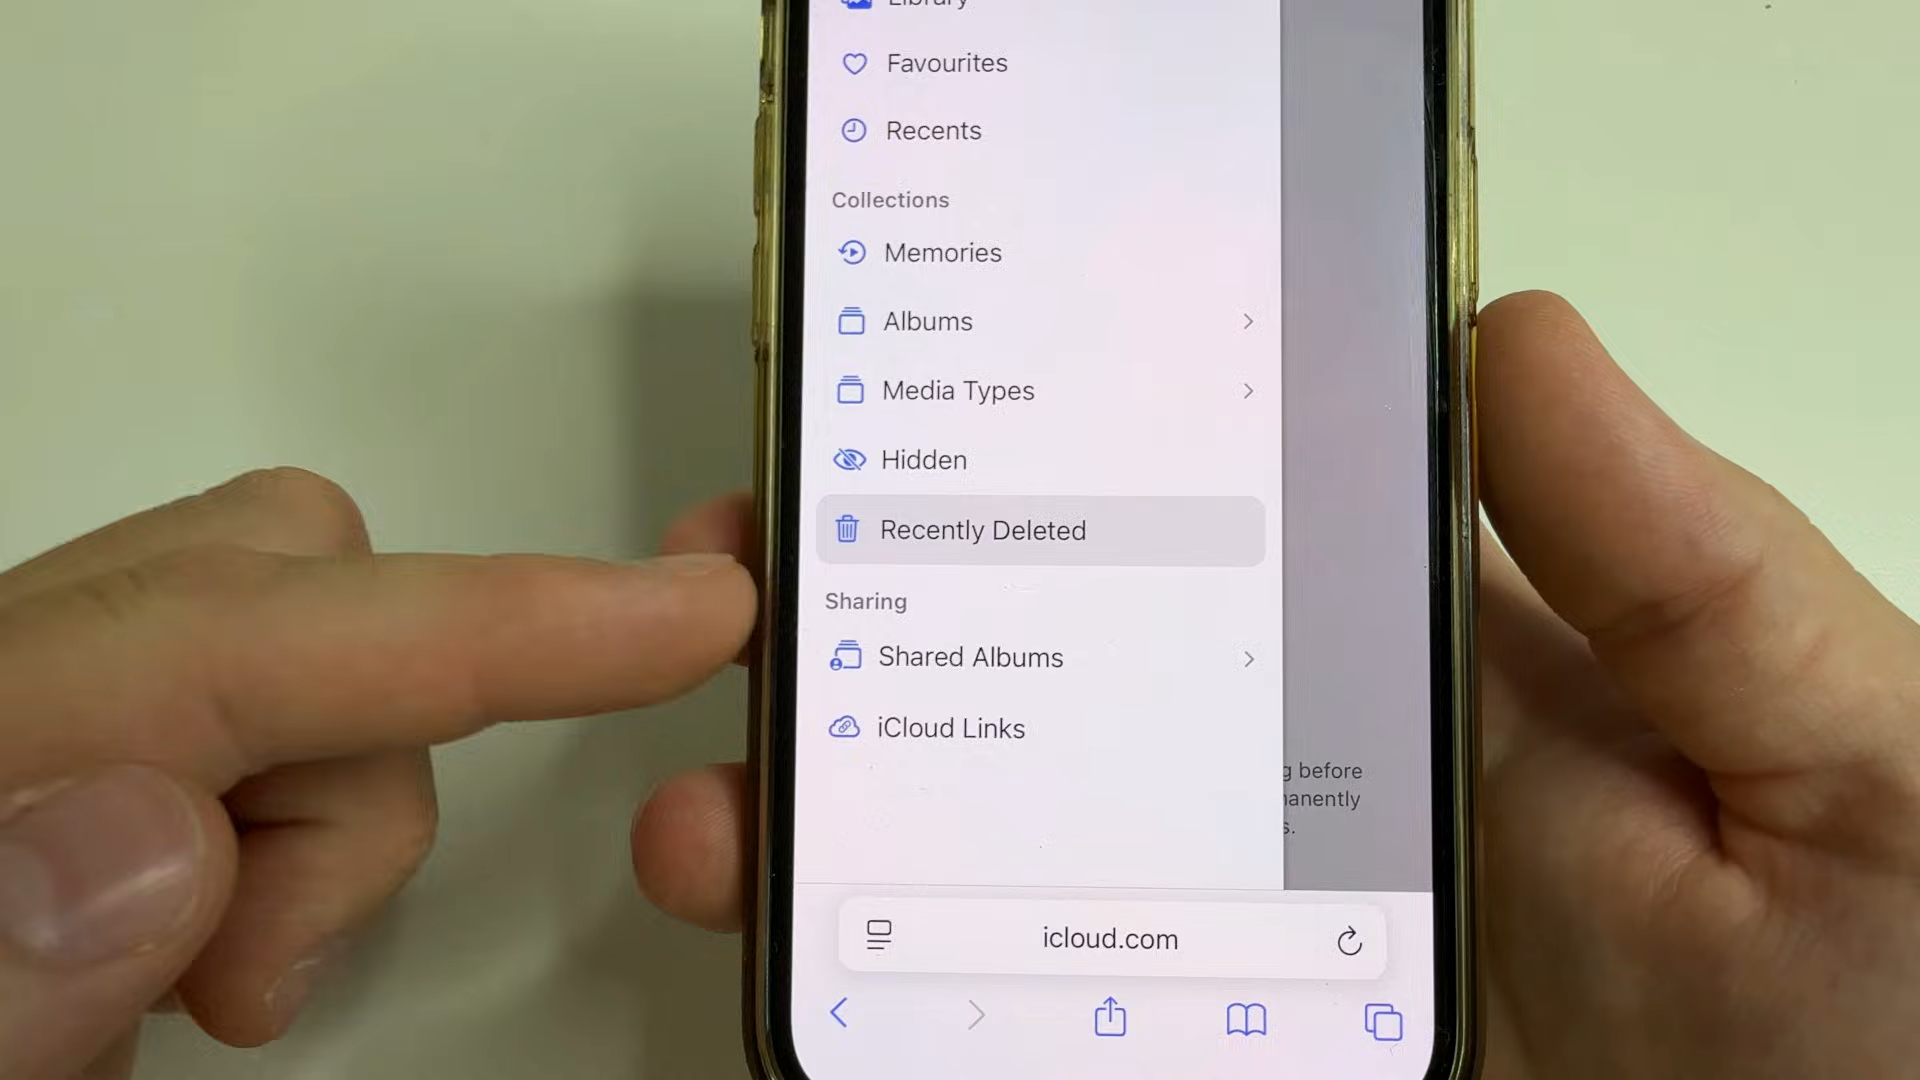 Library
Favourites
Recents
Collections
Memories
Albums
Media Types
Hidden
Recently Deleted
Sharing
Shared Albums
iCloud Links
before
icloud.com